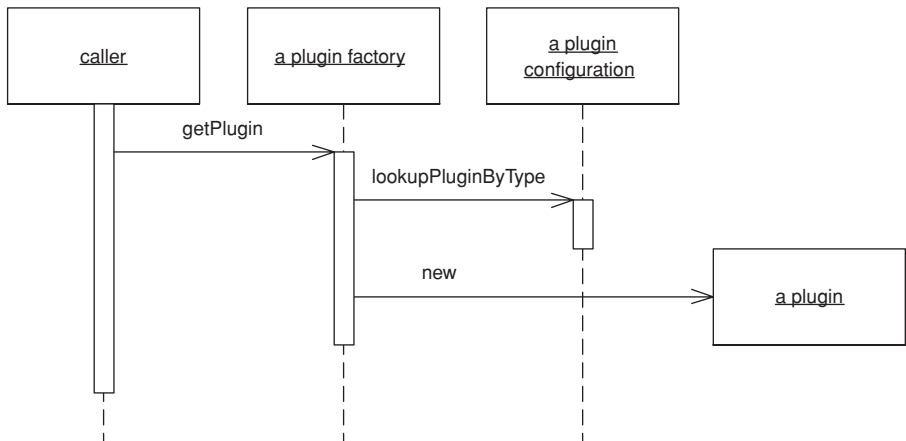 caller
a plugin factory
a plugin
configuration
getPlugin
lookupPluginByType
new
a plugin